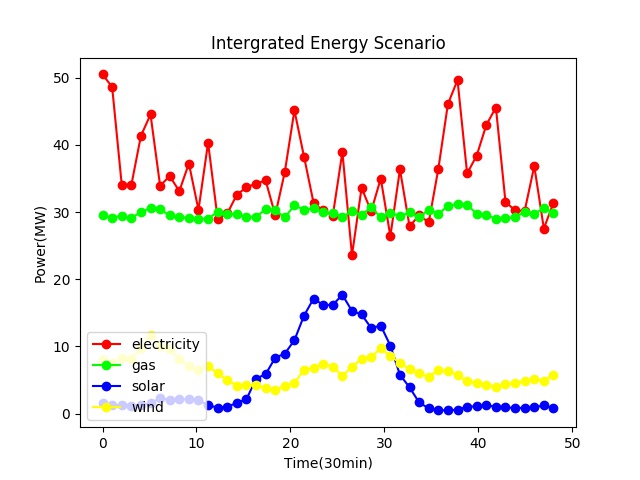 Intergrated Energy Scenario
Power(MW)
50
40
30
20
10
0
electricity
gas
solar
wind
0 10 20 30 40 50
Time(30min)